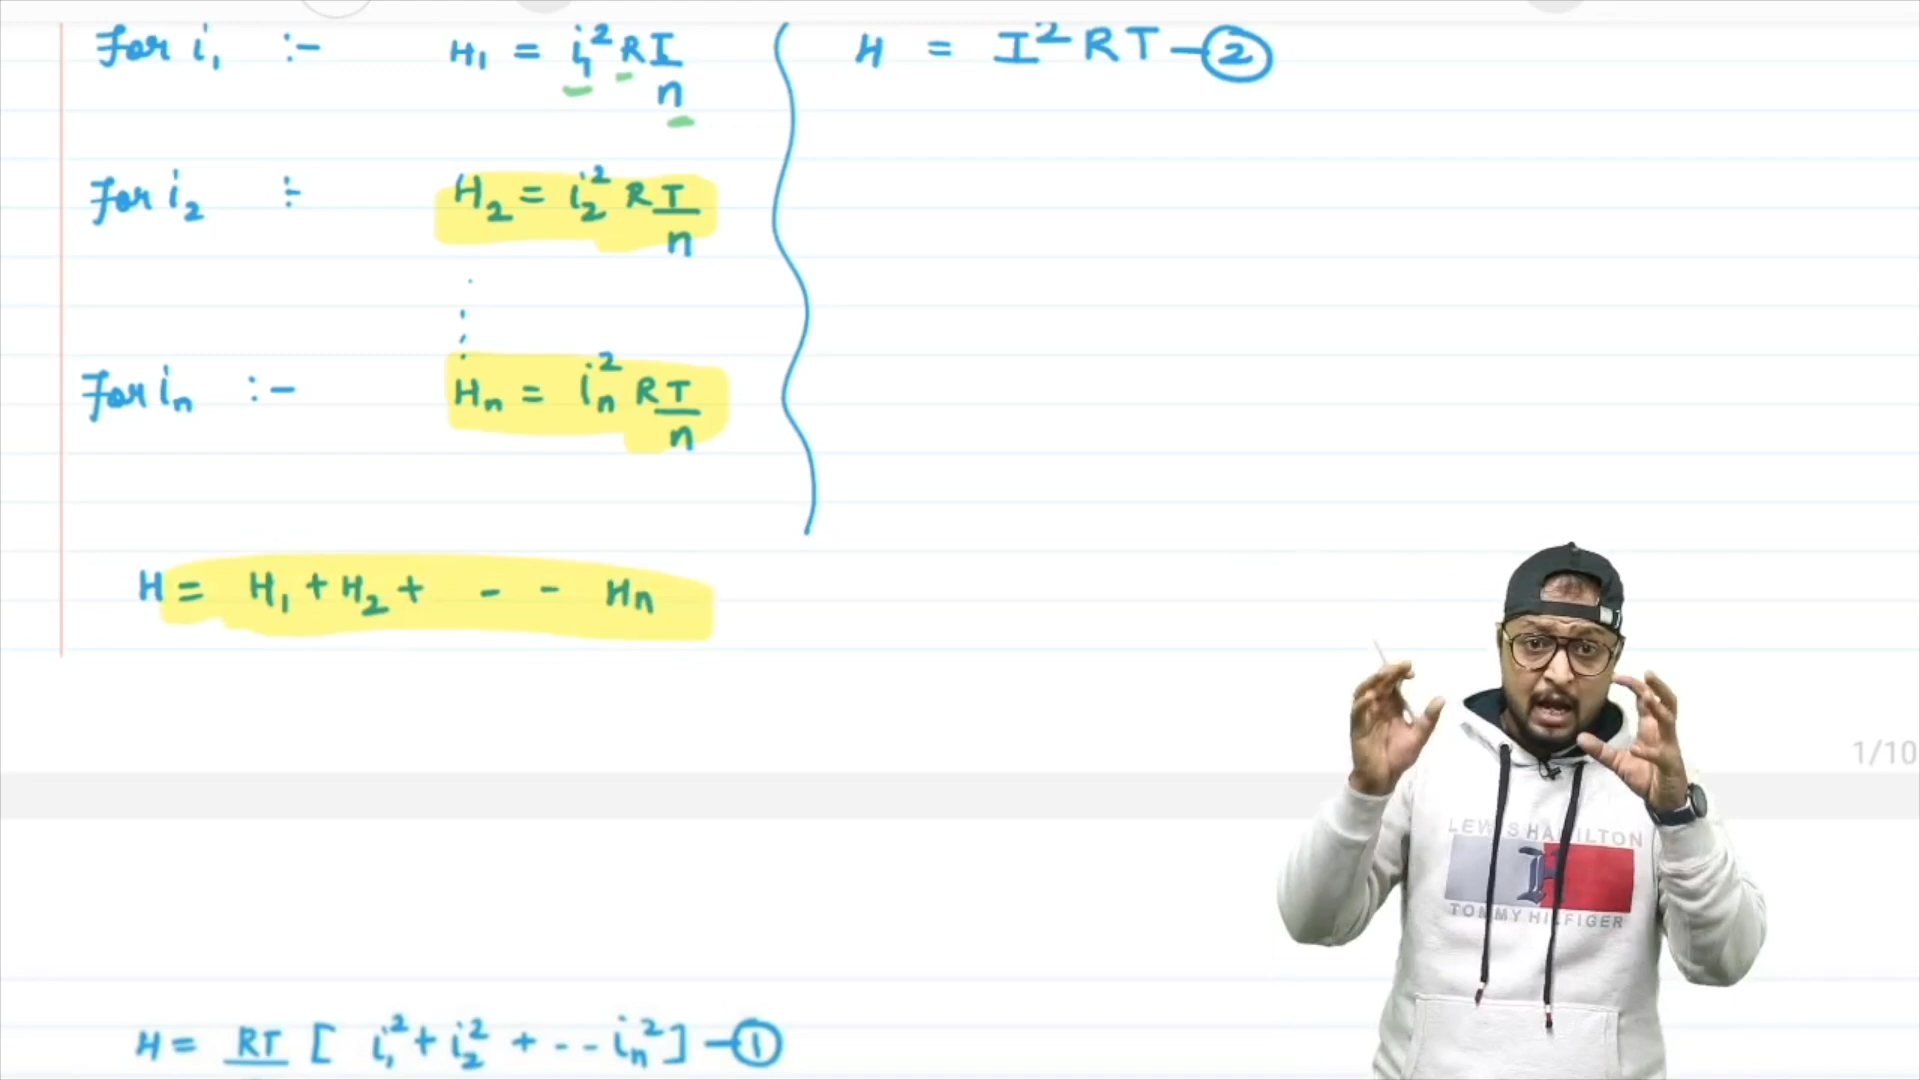 For i₁ :- H₁ = i₁² R T/n
H = I² R T — ②
For i₂ :- H₂ = i₂² R T/n
For iₙ :- Hₙ = iₙ² R T/n
H = H₁ + H₂ + - - Hₙ
1/10
LEWIS HAMILTON
TOMMY HILFIGER
H = RT [ i₁² + i₂² + - - iₙ² ] — ①